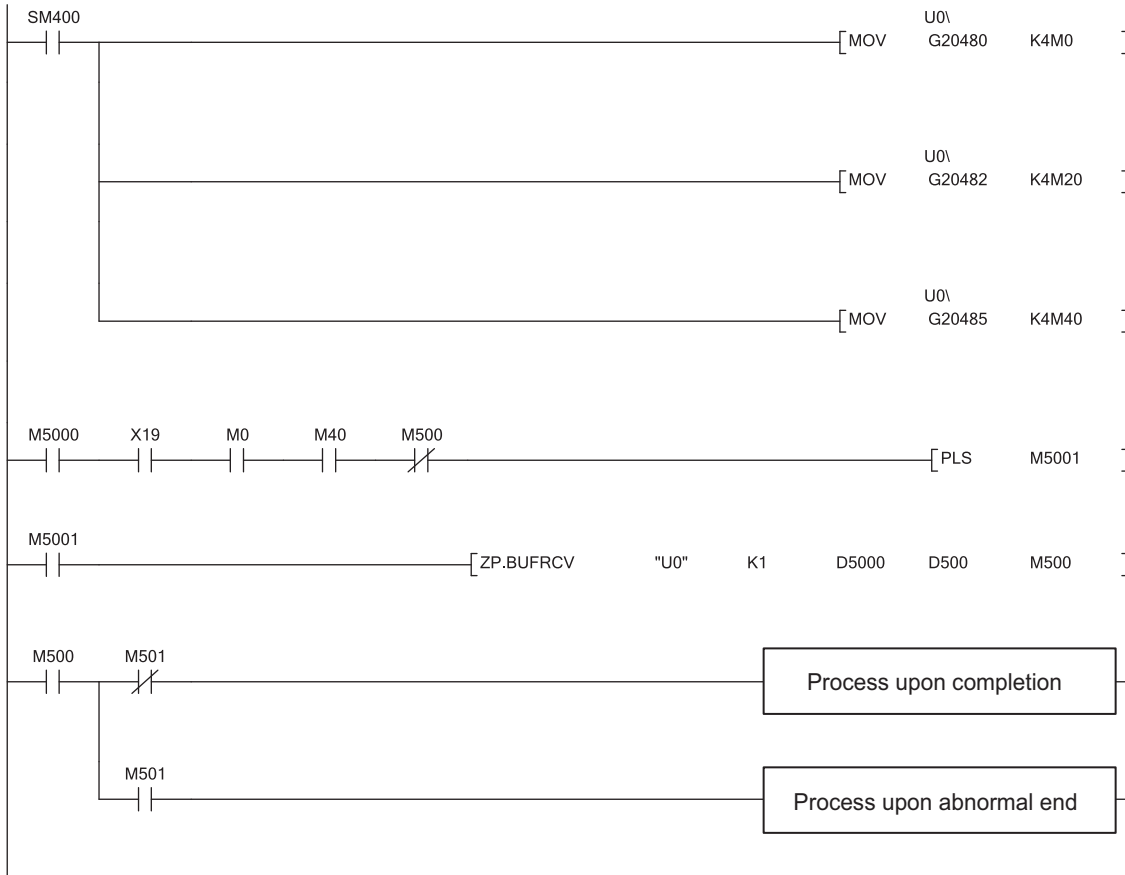 SM400
U0\
MOV G20480 K4M0
U0\
MOV G20482 K4M20
U0\
MOV G20485 K4M40
M5000 X19 M0 M40 M500
PLS M5001
M5001
ZP.BUFRCV "U0" K1 D5000 D500 M500
M500 M501
Process upon completion
M501
Process upon abnormal end